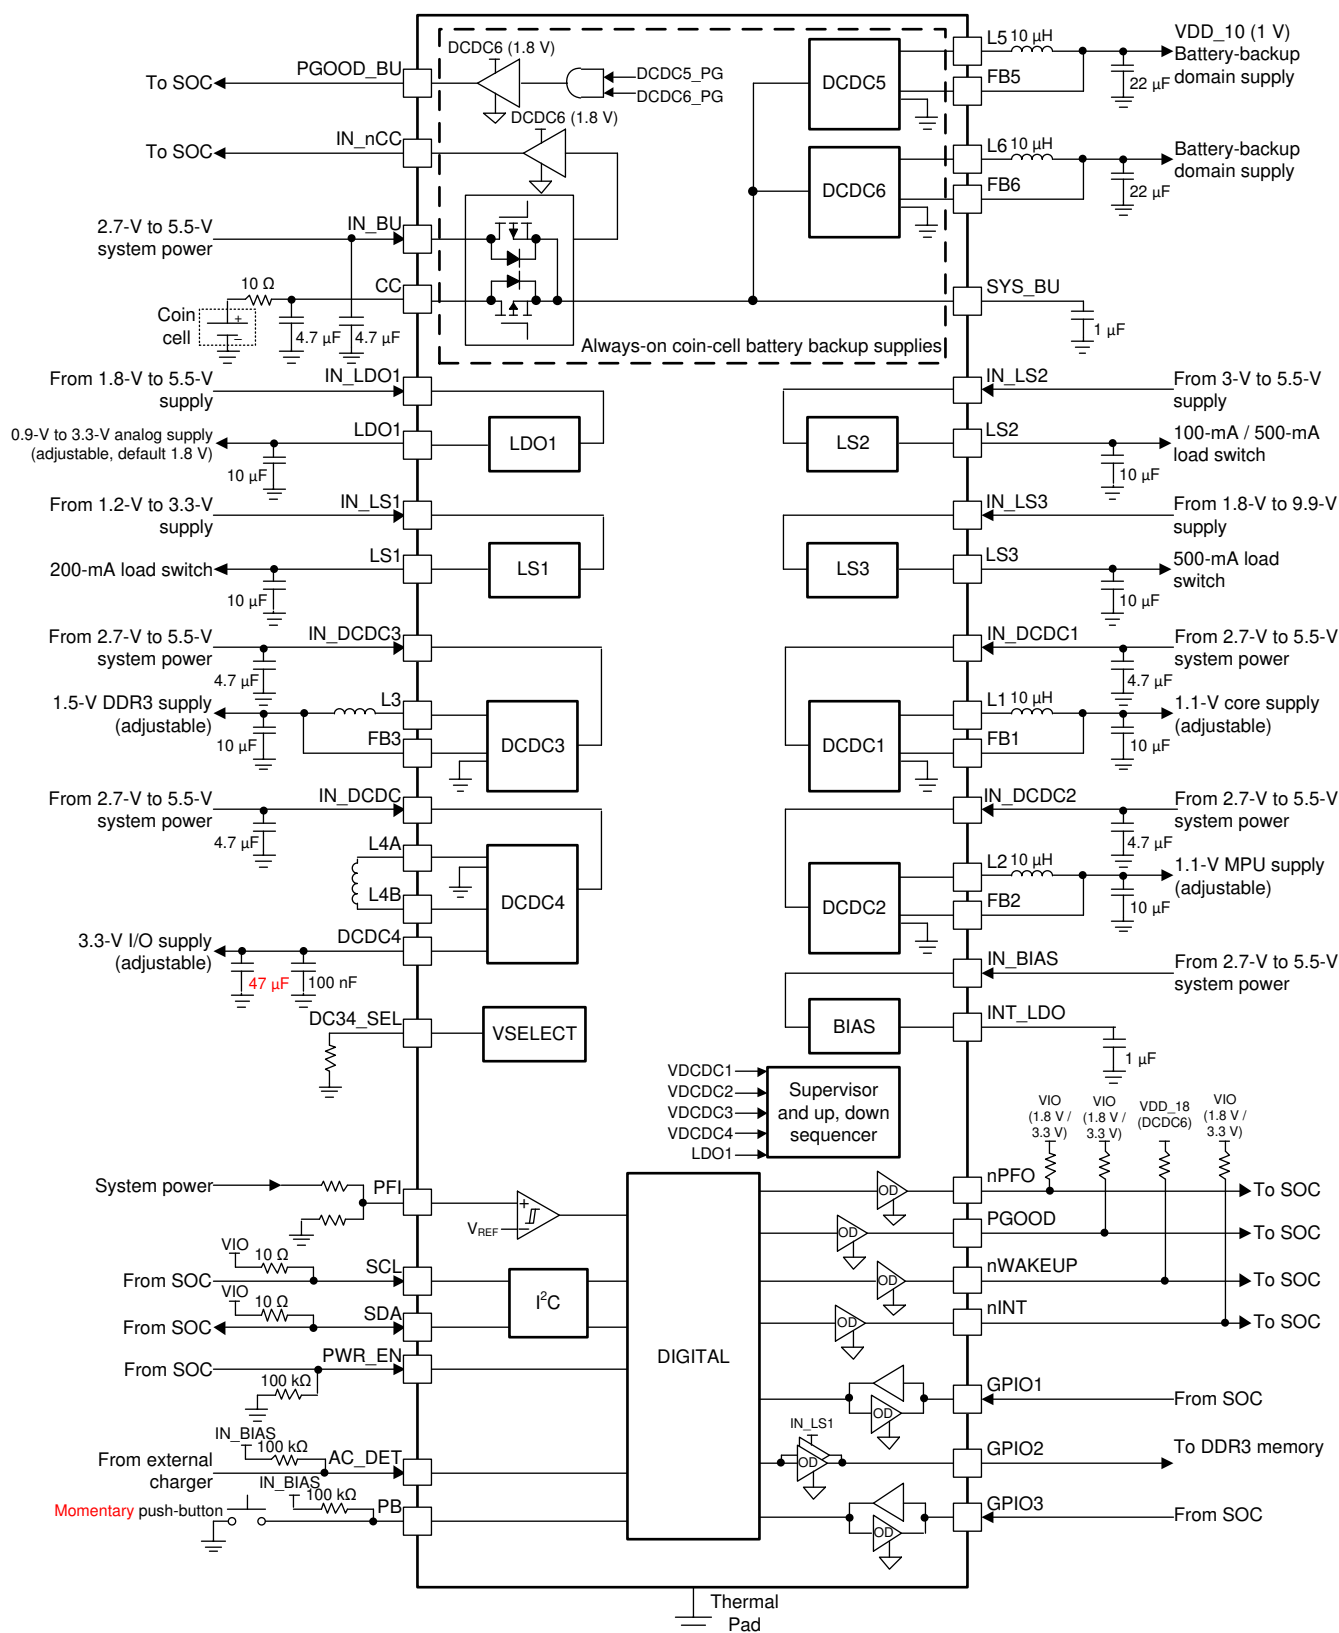 DCDC6 (1.8 V)
PGOOD_BU
To SOC
DCDC5_PG
DCDC6_PG
DCDC6 (1.8 V)
IN_nCC
To SOC
2.7-V to 5.5-V
system power
IN_BU
10 Ω
CC
Coin
cell
+
−
4.7 µF
4.7 µF
Always-on coin-cell battery backup supplies
DCDC5
L5
10 µH
FB5
22 µF
VDD_10 (1 V)
Battery-backup
domain supply
DCDC6
L6
10 µH
FB6
22 µF
Battery-backup
domain supply
SYS_BU
1 µF
From 1.8-V to 5.5-V
supply
IN_LDO1
0.9-V to 3.3-V analog supply
(adjustable, default 1.8 V)
LDO1
10 µF
LDO1
IN_LS2
From 3-V to 5.5-V
supply
LS2
LS2
10 µF
100-mA / 500-mA
load switch
From 1.2-V to 3.3-V
supply
IN_LS1
200-mA load switch
LS1
10 µF
LS1
IN_LS3
From 1.8-V to 9.9-V
supply
LS3
LS3
10 µF
500-mA load
switch
From 2.7-V to 5.5-V
system power
IN_DCDC3
4.7 µF
1.5-V DDR3 supply
(adjustable)
L3
10 µF
FB3
DCDC3
IN_DCDC1
From 2.7-V to 5.5-V
system power
4.7 µF
DCDC1
L1
10 µH
FB1
10 µF
1.1-V core supply
(adjustable)
From 2.7-V to 5.5-V
system power
IN_DCDC
4.7 µF
L4A
L4B
DCDC4
3.3-V I/O supply
(adjustable)
DCDC4
47 µF
100 nF
IN_DCDC2
From 2.7-V to 5.5-V
system power
4.7 µF
DCDC2
L2
10 µH
FB2
10 µF
1.1-V MPU supply
(adjustable)
IN_BIAS
From 2.7-V to 5.5-V
system power
DC34_SEL
VSELECT
BIAS
INT_LDO
1 µF
VDCDC1
VDCDC2
VDCDC3
VDCDC4
LDO1
Supervisor
and up, down
sequencer
VIO
(1.8 V /
3.3 V)
VIO
(1.8 V /
3.3 V)
VDD_18
(DCDC6)
VIO
(1.8 V /
3.3 V)
System power
PFI
VREF
+
−
DIGITAL
OD
nPFO
To SOC
OD
PGOOD
To SOC
VIO
10 Ω
From SOC
SCL
I2C
OD
nWAKEUP
To SOC
VIO
10 Ω
From SOC
SDA
OD
nINT
To SOC
From SOC
PWR_EN
100 kΩ
OD
GPIO1
From SOC
IN_BIAS
100 kΩ
From external
charger
AC_DET
IN_LS1
OD
GPIO2
To DDR3 memory
IN_BIAS
100 kΩ
Momentary push-button
PB
OD
GPIO3
From SOC
Thermal
Pad